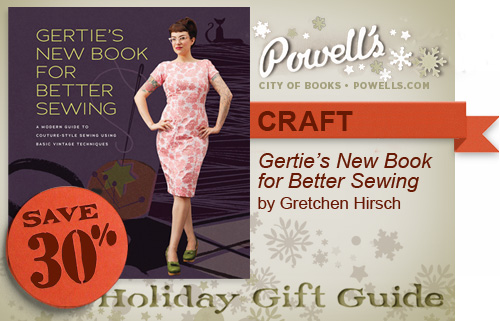 GERTIE'S
NEW BOOK
FOR
BETTER
SEWING
A MODERN GUIDE TO
COUTURE-STYLE SEWING USING
BASIC VINTAGE TECHNIQUES
SAVE
30%
Powell's
CITY OF BOOKS • POWELLS.COM
CRAFT
Gertie's New Book
for Better Sewing
by Gretchen Hirsch
Holiday Gift Guide